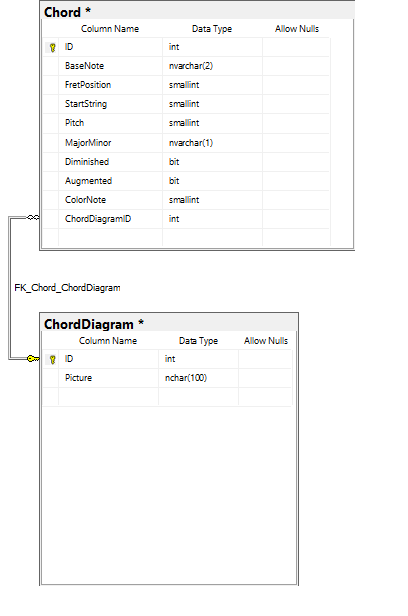 Chord *
Column Name Data Type Allow Nulls
ID int
BaseNote nvarchar(2)
FretPosition smallint
StartString smallint
Pitch smallint
MajorMinor nvarchar(1)
Diminished bit
Augmented bit
ColorNote smallint
ChordDiagramID int
FK_Chord_ChordDiagram
ChordDiagram *
Column Name Data Type Allow Nulls
ID int
Picture nchar(100)